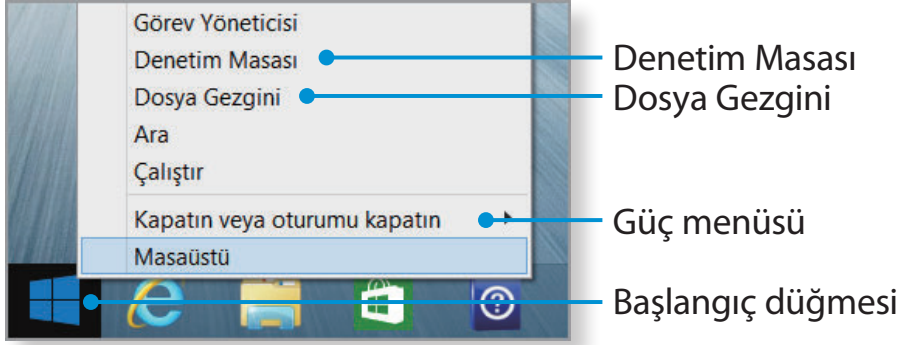 Görev Yöneticisi
Denetim Masası
Denetim Masası
Dosya Gezgini
Dosya Gezgini
Ara
Çalıştır
Kapatın veya oturumu kapatın
Güç menüsü
Masaüstü
Başlangıç düğmesi